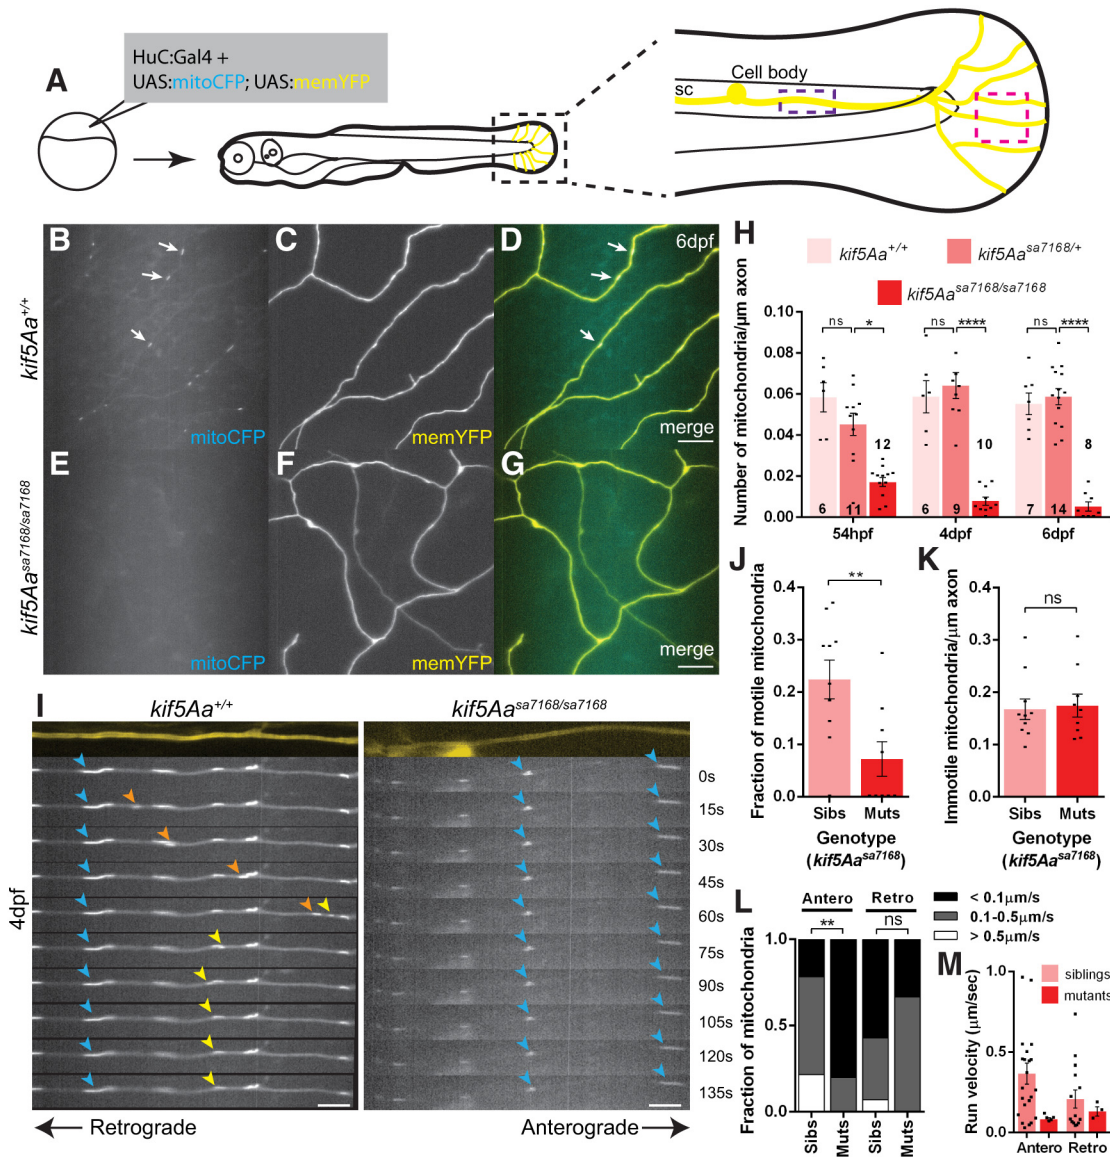 A
HuC:Gal4 +
UAS:mitoCFP; UAS:memYFP
Cell body
sc
B
C
D
6dpf
kif5Aa+/+
mitoCFP
memYFP
merge
E
F
G
kif5Aasa7168/sa7168
mitoCFP
memYFP
merge
H
kif5Aa+/+
kif5Aasa7168/+
kif5Aasa7168/sa7168
Number of mitochondria/µm axon
0.10
0.08
0.06
0.04
0.02
0.00
ns
*
ns
****
ns
****
6
11
12
6
9
10
7
14
8
54hpf
4dpf
6dpf
I
kif5Aa+/+
kif5Aasa7168/sa7168
4dpf
0s
15s
30s
45s
60s
75s
90s
105s
120s
135s
Retrograde
Anterograde
J
Fraction of motile mitochondria
0.4
0.3
0.2
0.1
0.0
**
Sibs
Muts
Genotype
(kif5Aasa7168)
K
Immotile mitochondria/µm axon
0.4
0.3
0.2
0.1
0.0
ns
Sibs
Muts
Genotype
(kif5Aasa7168)
L
Antero
Retro
**
ns
< 0.1µm/s
0.1-0.5µm/s
> 0.5µm/s
Fraction of mitochondria
1.0
0.5
0.0
Sibs
Muts
Sibs
Muts
M
siblings
mutants
Run velocity (µm/sec)
1.0
0.5
0.0
Antero
Retro